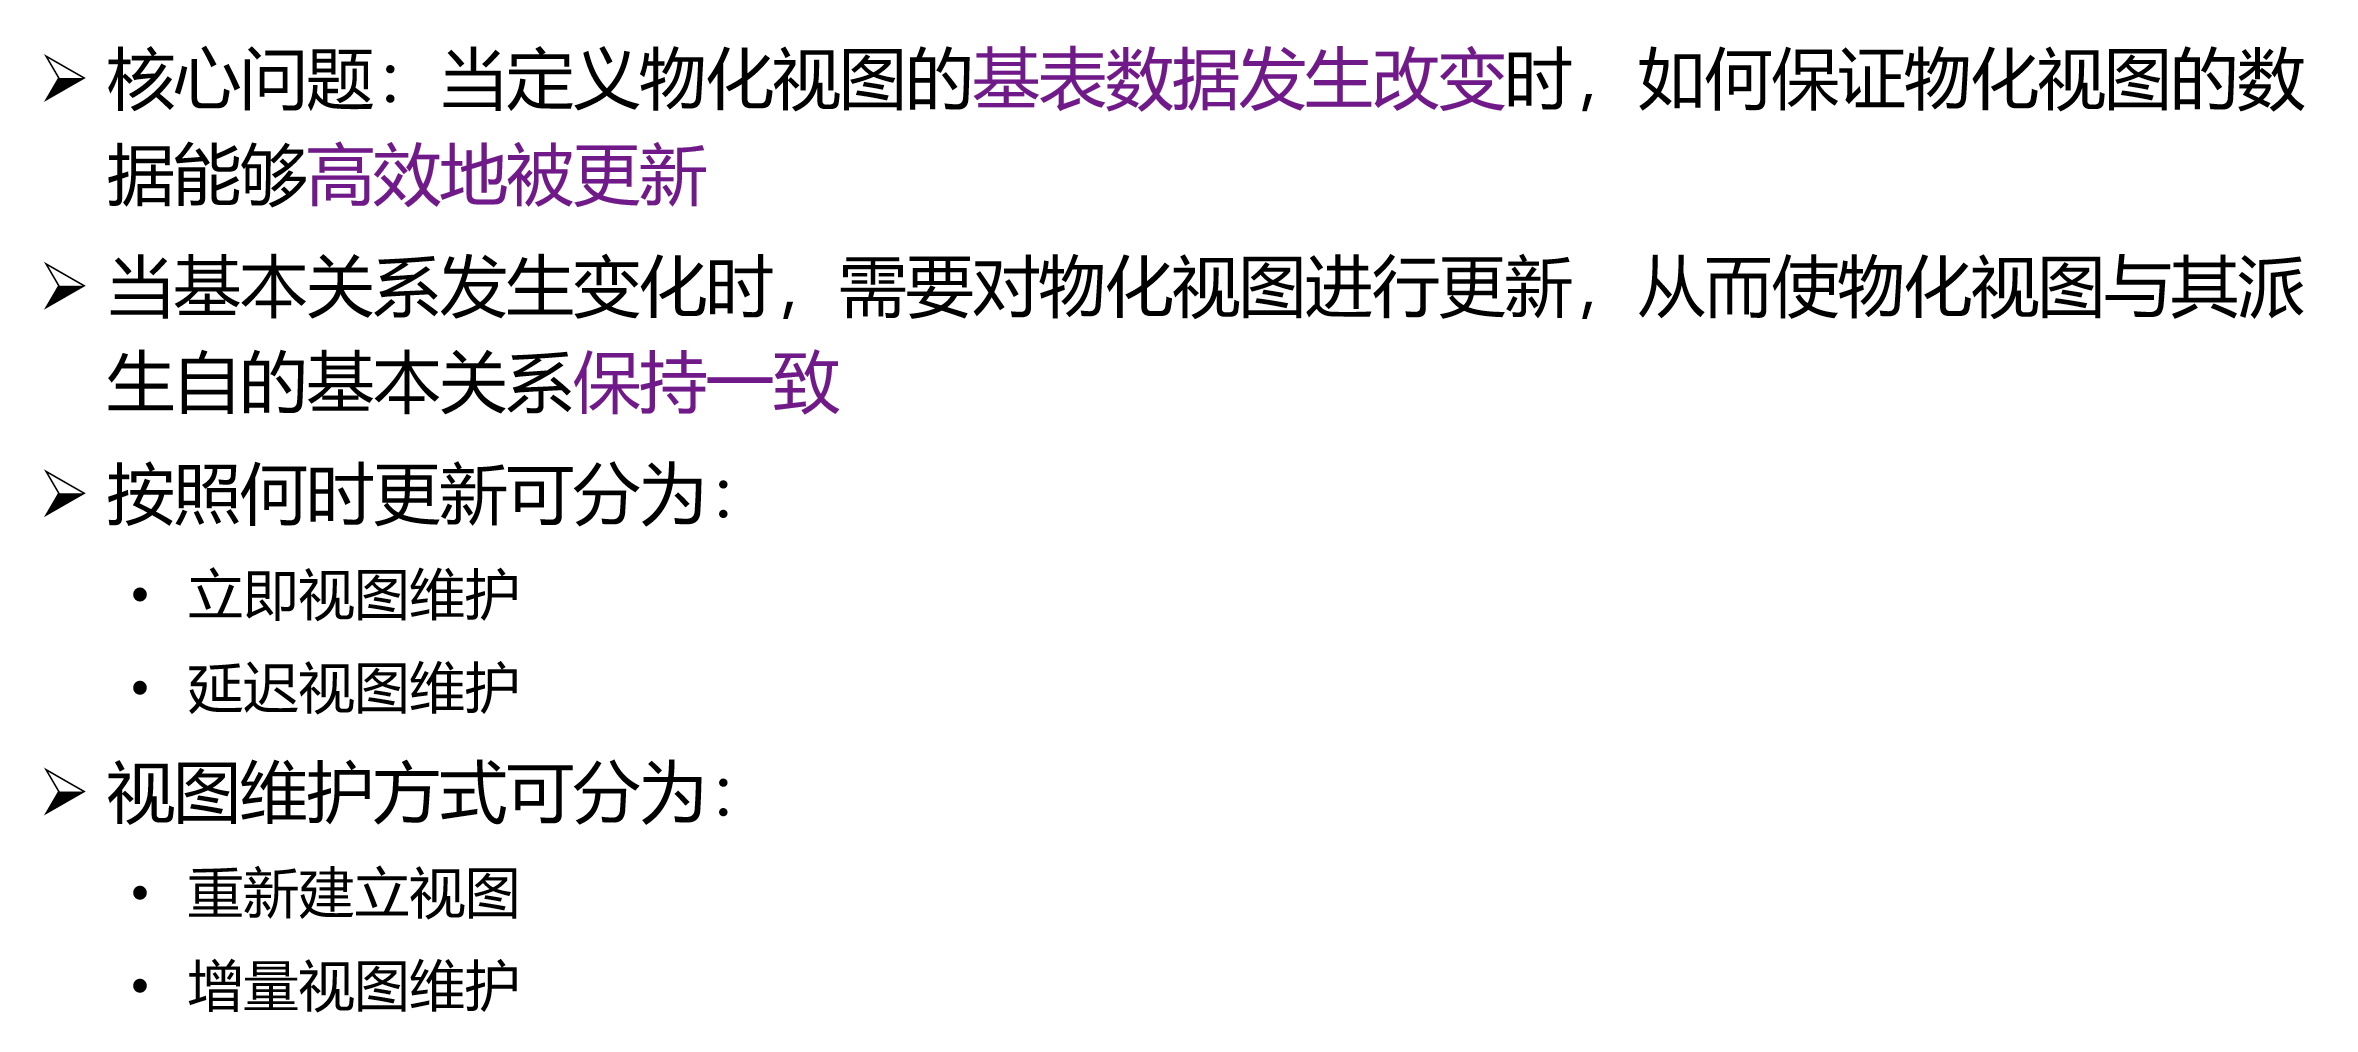 ➢ 核心问题：当定义物化视图的基表数据发生改变时，如何保证物化视图的数
据能够高效地被更新
➢ 当基本关系发生变化时，需要对物化视图进行更新，从而使物化视图与其派
生自的基本关系保持一致
➢ 按照何时更新可分为：
• 立即视图维护
• 延迟视图维护
➢ 视图维护方式可分为：
• 重新建立视图
• 增量视图维护